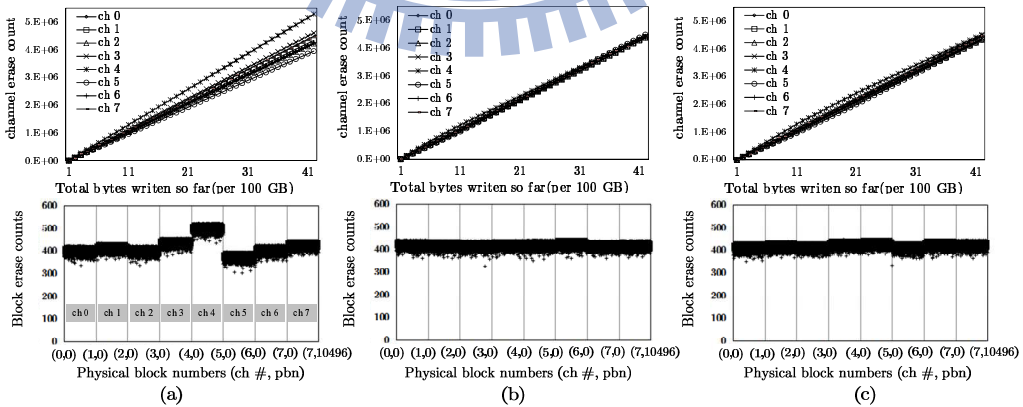 channel erase count
5.E+06
4.E+06
3.E+06
2.E+06
1.E+06
0.E+00
ch 0
ch 1
ch 2
ch 3
ch 4
ch 5
ch 6
ch 7
1 11 21 31 41
Total bytes writen so far(per 100 GB)
channel erase count
5.E+06
4.E+06
3.E+06
2.E+06
1.E+06
0.E+00
ch 0
ch 1
ch 2
ch 3
ch 4
ch 5
ch 6
ch 7
1 11 21 31 41
Total bytes writen so far(per 100 GB)
channel erase count
5.E+06
4.E+06
3.E+06
2.E+06
1.E+06
0.E+00
ch 0
ch 1
ch 2
ch 3
ch 4
ch 5
ch 6
ch 7
1 11 21 31 41
Total bytes writen so far(per 100 GB)
Block erase counts
600
500
400
300
200
100
0
ch 0 ch 1 ch 2 ch 3 ch 4 ch 5 ch 6 ch 7
(0,0) (1,0) (2,0) (3,0) (4,0) (5,0) (6,0) (7,0) (7,10496)
Physical block numbers (ch #, pbn)
(a)
Block erase counts
600
500
400
300
200
100
0
(0,0) (1,0) (2,0) (3,0) (4,0) (5,0) (6,0) (7,0) (7,10496)
Physical block numbers (ch #, pbn)
(b)
Block erase counts
600
500
400
300
200
100
0
(0,0) (1,0) (2,0) (3,0) (4,0) (5,0) (6,0) (7,0) (7,10496)
Physical block numbers (ch #, pbn)
(c)